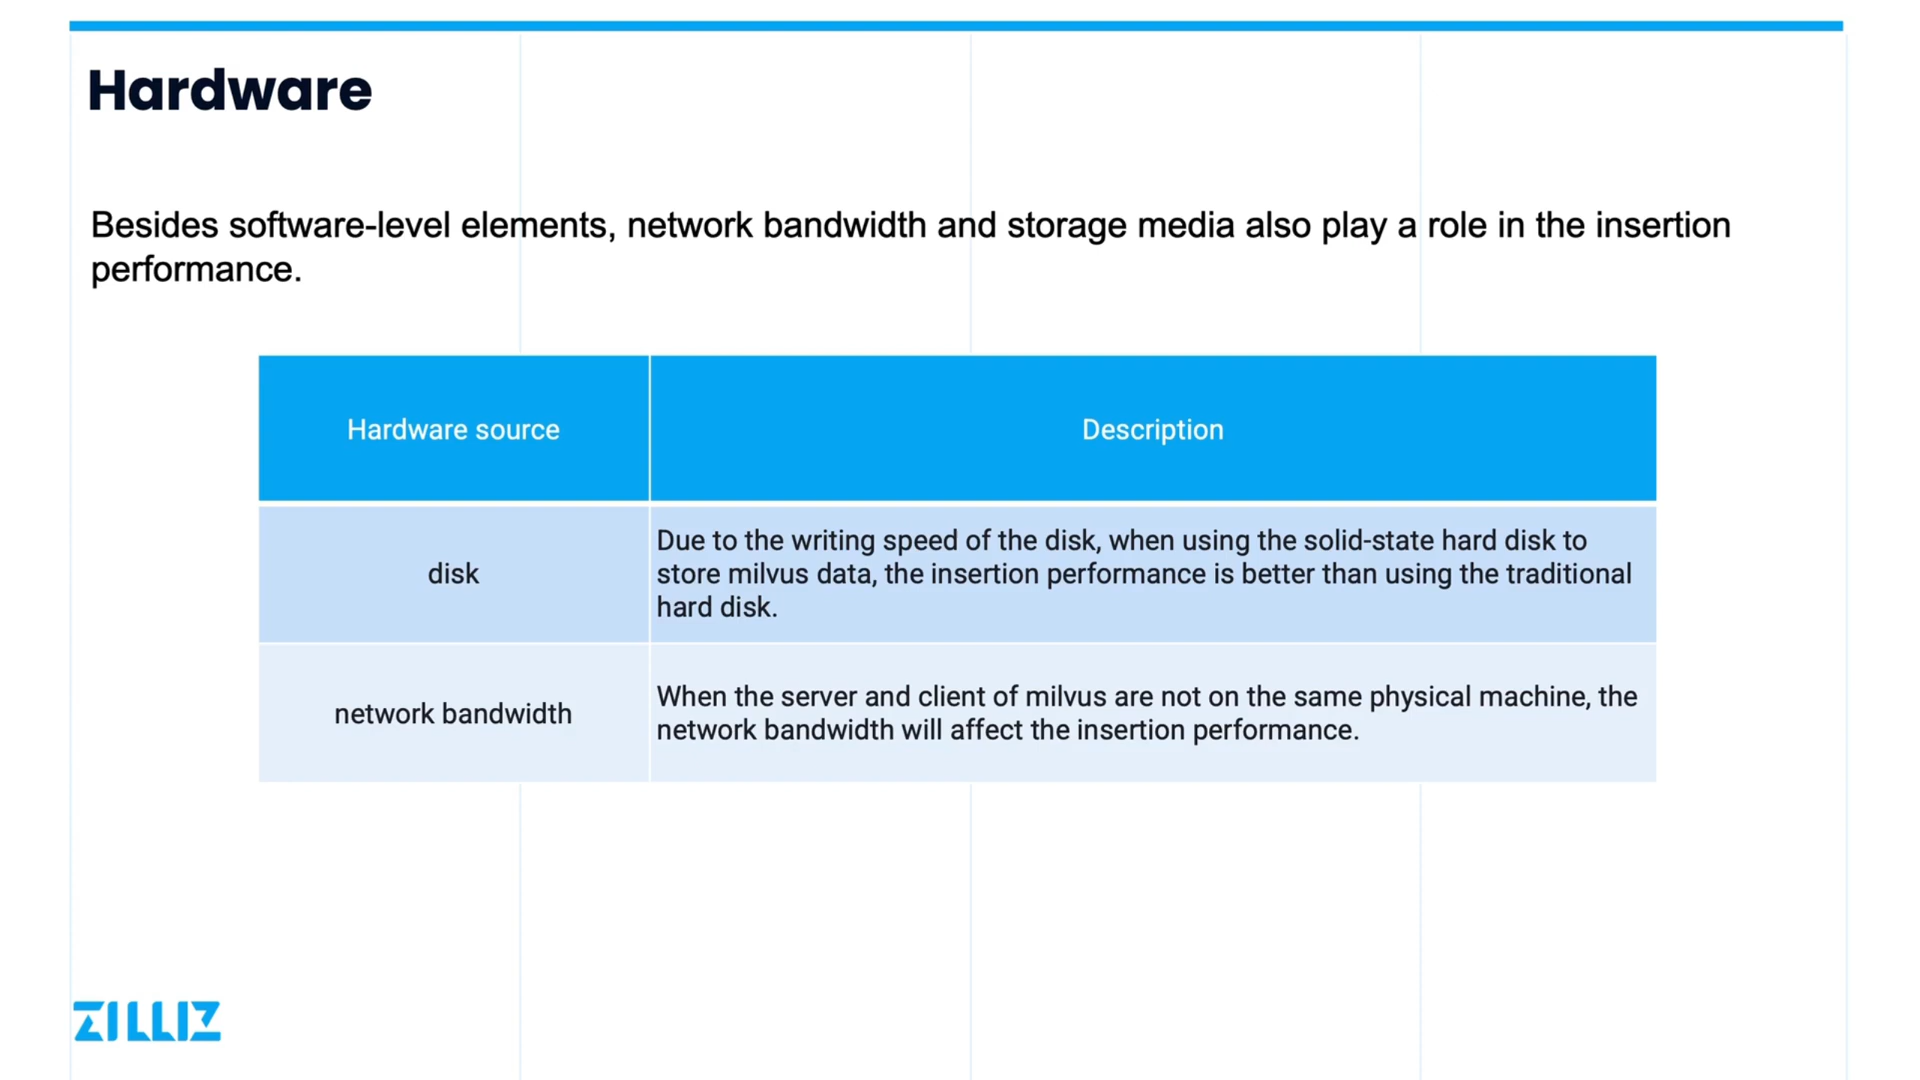 Hardware
Besides software-level elements, network bandwidth and storage media also play a role in the insertion
performance.
Hardware source
Description
disk
Due to the writing speed of the disk, when using the solid-state hard disk to
store milvus data, the insertion performance is better than using the traditional
hard disk.
network bandwidth
When the server and client of milvus are not on the same physical machine, the
network bandwidth will affect the insertion performance.
ZILLIZ